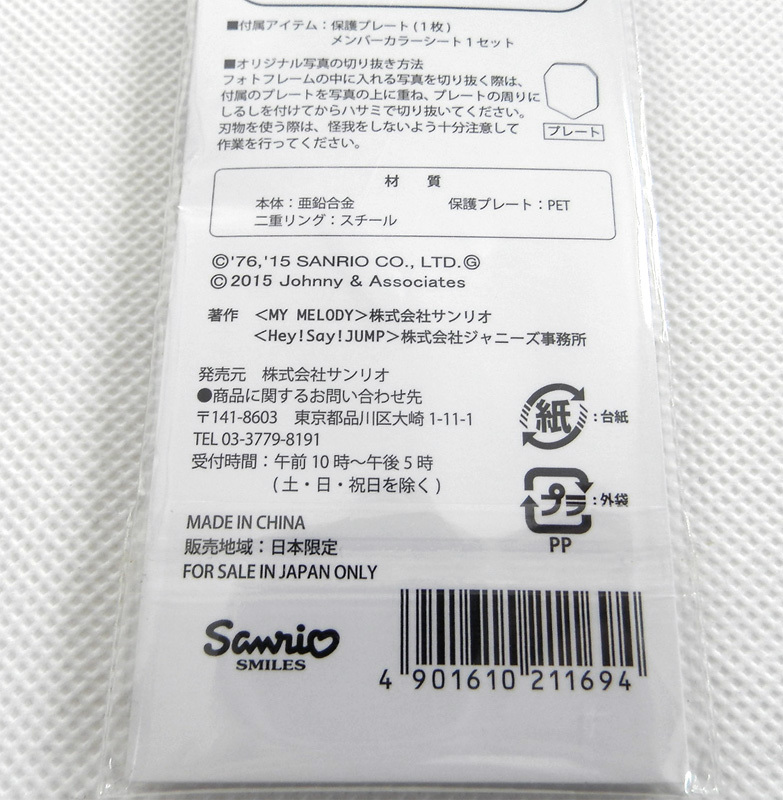 ■付属アイテム：保護プレート(1枚)
メンバーカラーシート1セット
■オリジナル写真の切り抜き方法
フォトフレームの中に入れる写真を切り抜く際は、
付属のプレートを写真の上に重ね、プレートの周りに
しるしを付けてからハサミで切り抜いてください。
刃物を使う際は、怪我をしないよう十分注意して
作業を行ってください。
プレート
材 質
本体：亜鉛合金 保護プレート：PET
二重リング：スチール
©'76,'15 SANRIO CO., LTD.Ⓖ
© 2015 Johnny & Associates
著作 <MY MELODY>株式会社サンリオ
<Hey!Say!JUMP>株式会社ジャニーズ事務所
発売元 株式会社サンリオ
●商品に関するお問い合わせ先
〒141-8603 東京都品川区大崎 1-11-1
TEL 03-3779-8191
受付時間：午前10時～午後5時
(土・日・祝日を除く)
紙：台紙
プラ：外袋
PP
MADE IN CHINA
販売地域：日本限定
FOR SALE IN JAPAN ONLY
Sanrio
SMILES
4 901610 211694